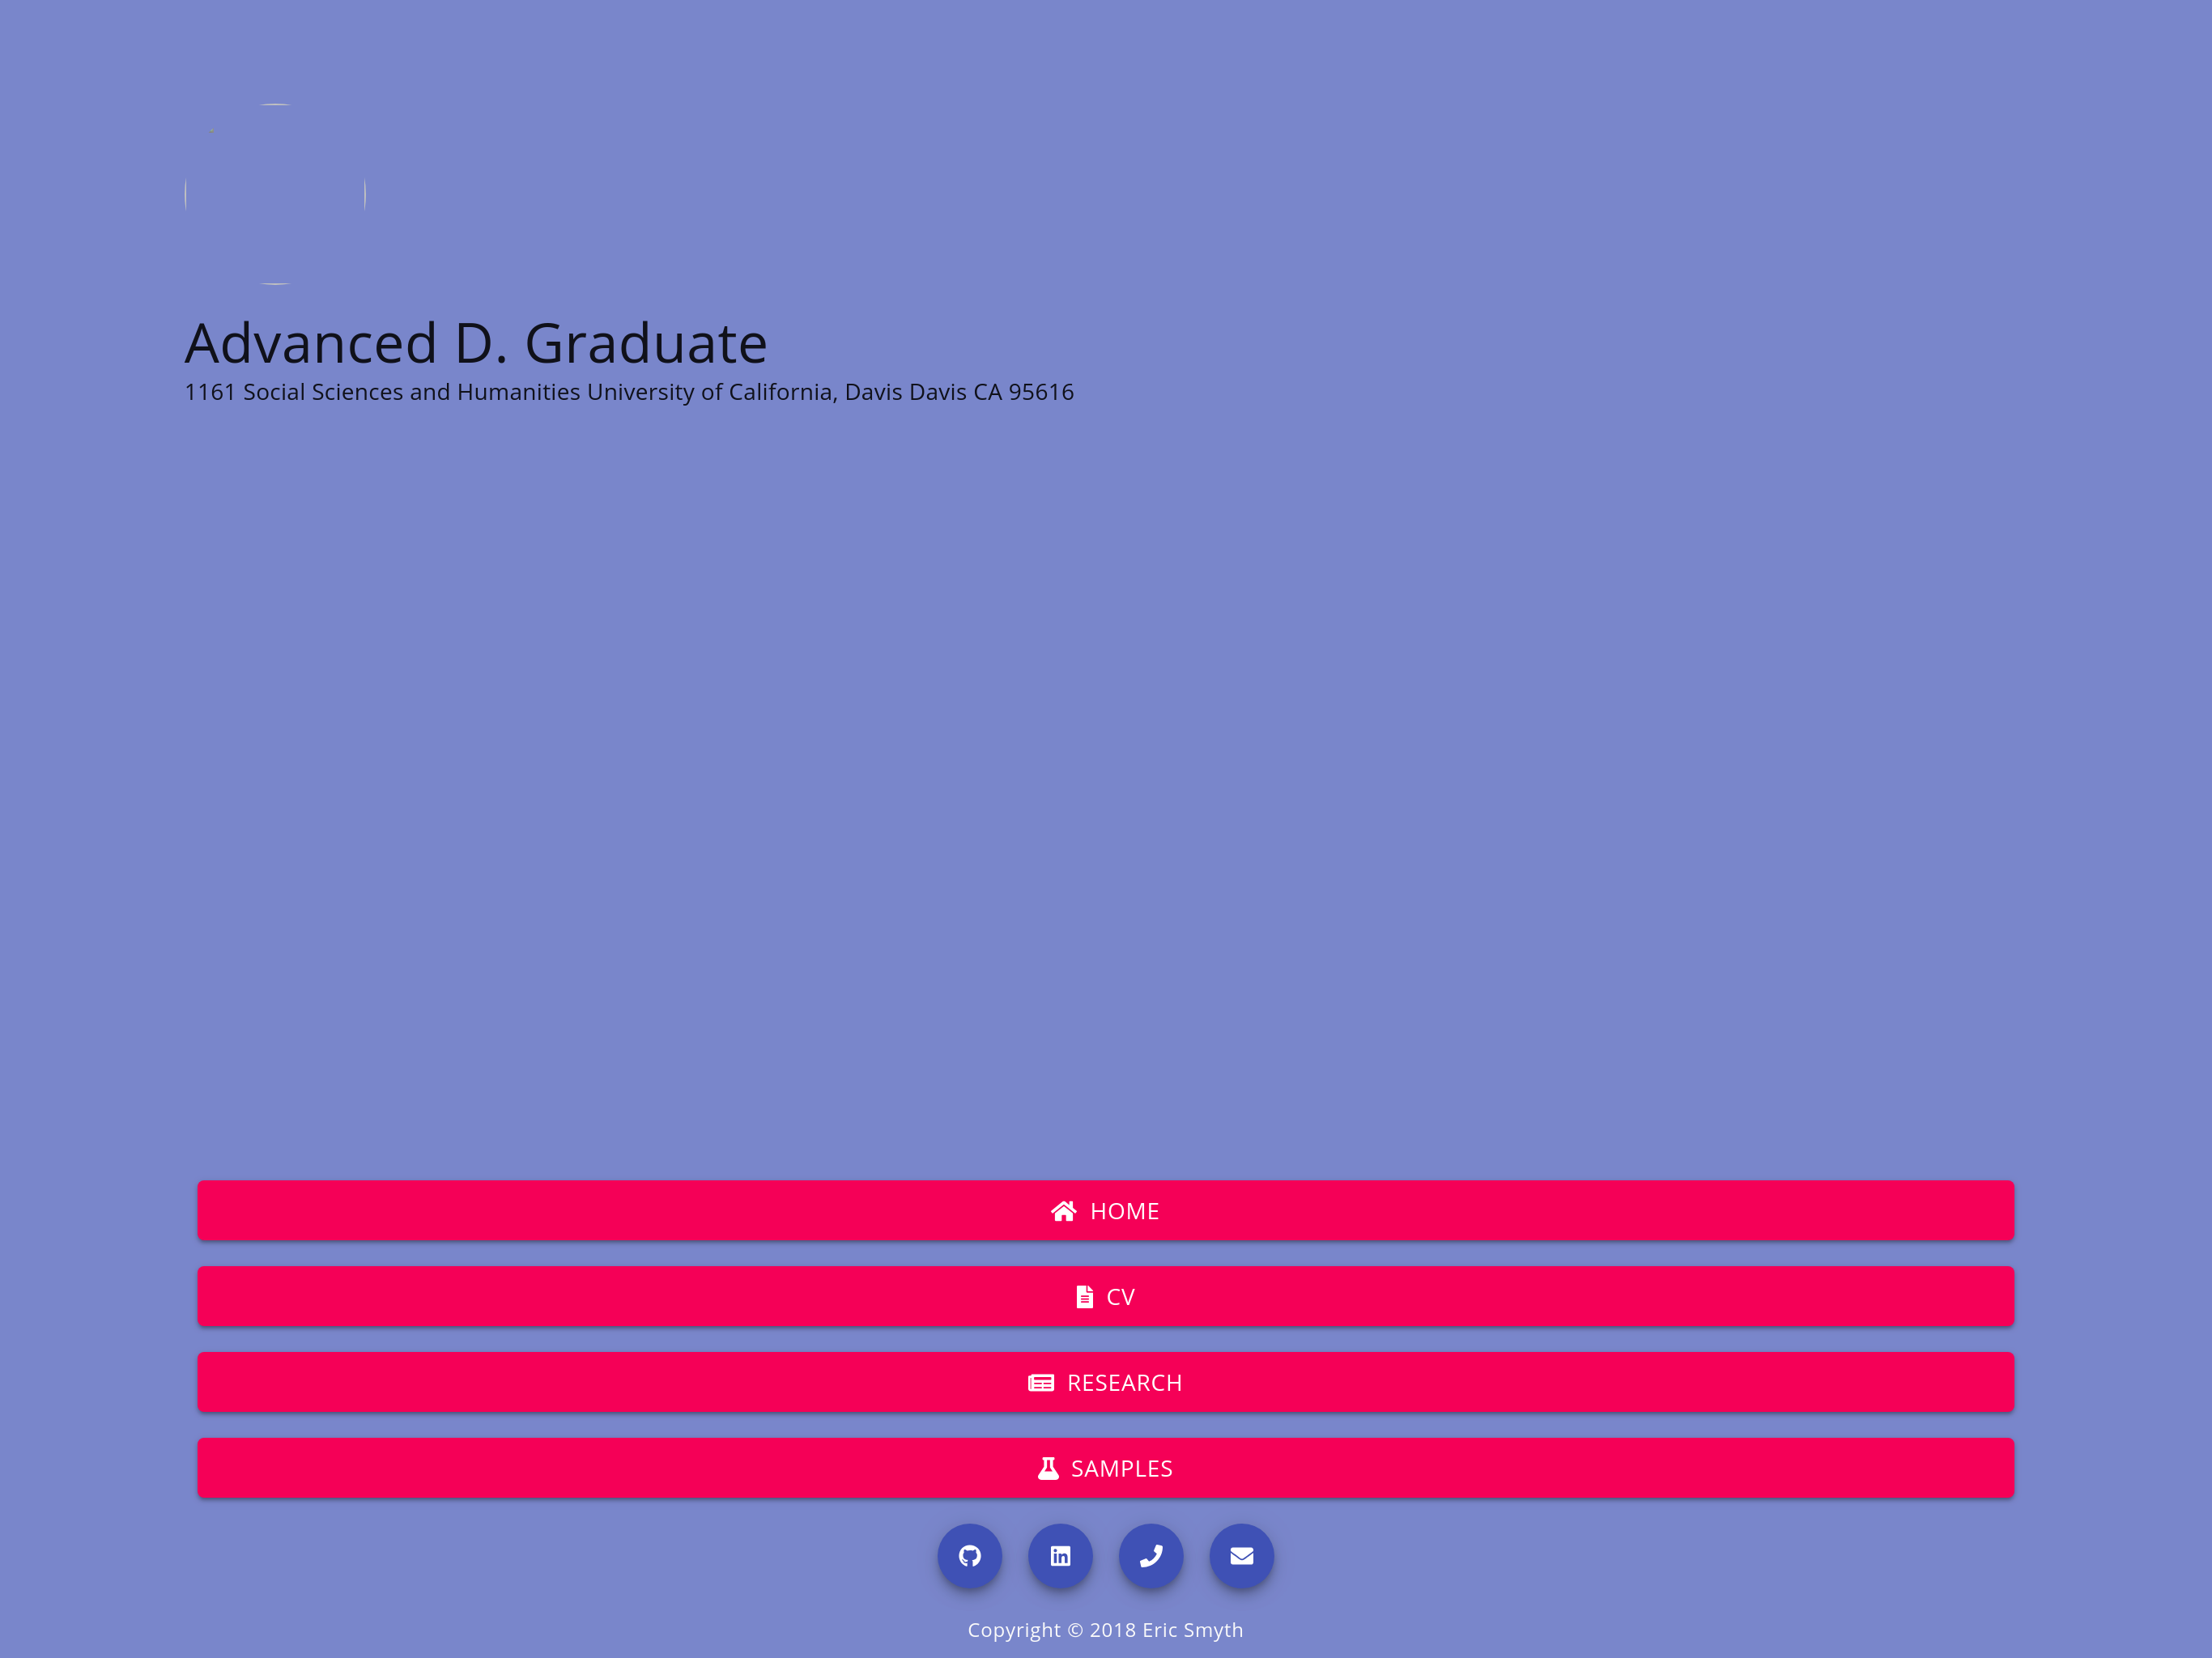 Advanced D. Graduate
1161 Social Sciences and Humanities University of California, Davis Davis CA 95616
HOME
CV
RESEARCH
SAMPLES
Copyright © 2018 Eric Smyth